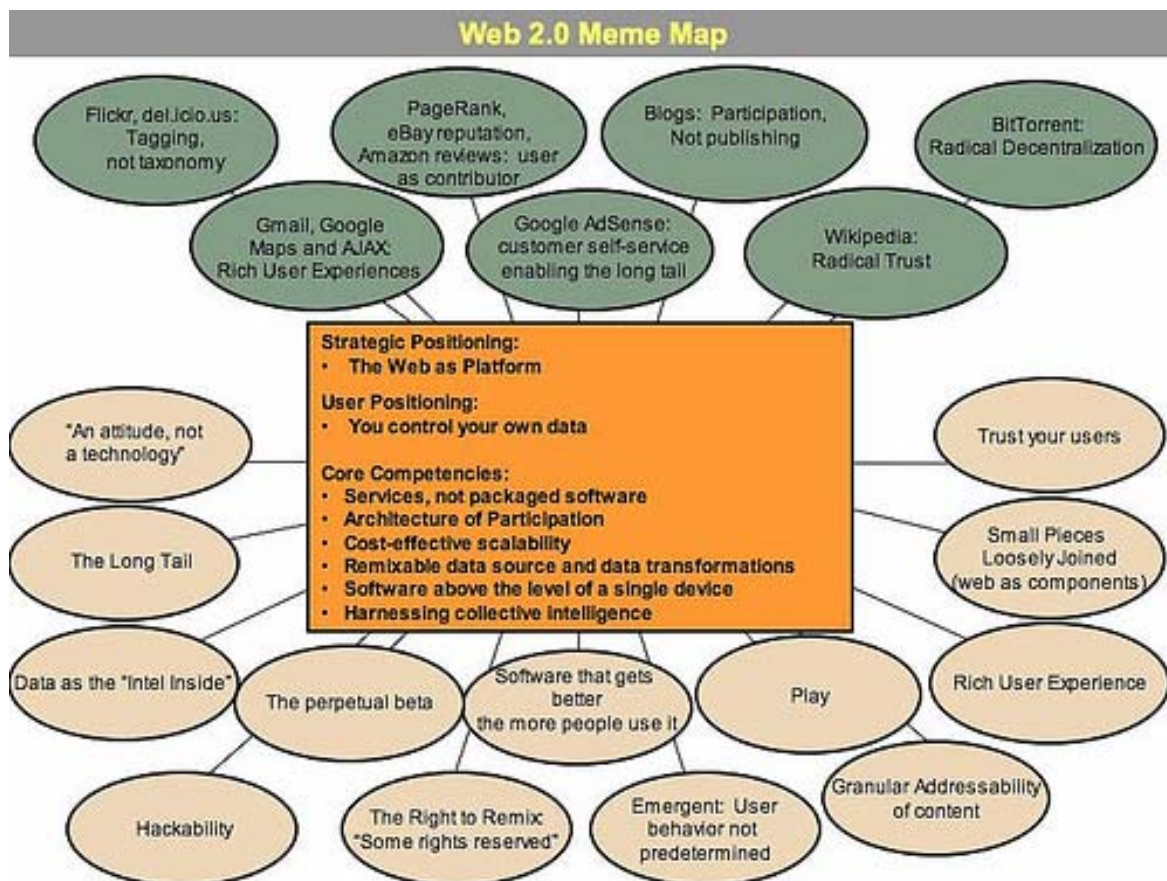 Web 2.0 Meme Map
Flickr, del.icio.us:
Tagging,
not taxonomy
PageRank,
eBay reputation,
Amazon reviews: user
as contributor
Blogs: Participation,
Not publishing
BitTorrent:
Radical Decentralization
Gmail, Google
Maps and AJAX:
Rich User Experiences
Google AdSense:
customer self-service
enabling the long tail
Wikipedia:
Radical Trust
Strategic Positioning:
• The Web as Platform
User Positioning:
• You control your own data
Core Competencies:
• Services, not packaged software
• Architecture of Participation
• Cost-effective scalability
• Remixable data source and data transformations
• Software above the level of a single device
• Harnessing collective intelligence
"An attitude, not
a technology"
Trust your users
The Long Tail
Small Pieces
Loosely Joined
(web as components)
Data as the "Intel Inside"
The perpetual beta
Software that gets
better
the more people use it
Play
Rich User Experience
Hackability
The Right to Remix:
"Some rights reserved"
Emergent: User
behavior not
predetermined
Granular Addressability
of content